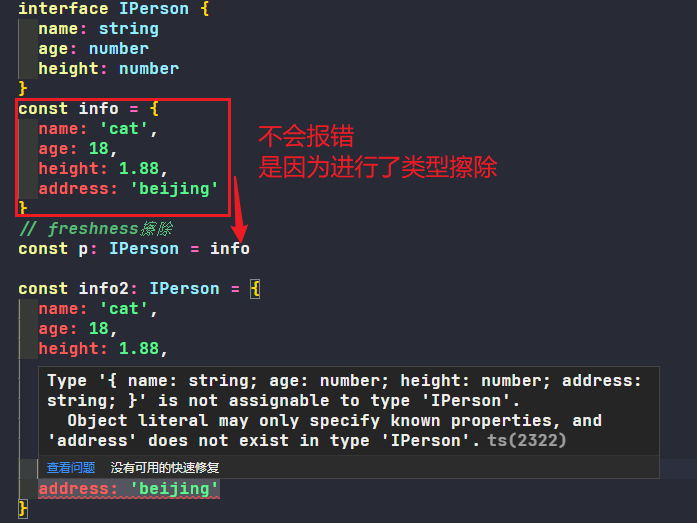 interface IPerson {
name: string
age: number
height: number
}
const info = {
name: 'cat',
age: 18,
height: 1.88,
address: 'beijing'
}
不会报错
是因为进行了类型擦除
// freshness擦除
const p: IPerson = info
const info2: IPerson = {
name: 'cat',
age: 18,
height: 1.88,
Type '{ name: string; age: number; height: number; address:
string; }' is not assignable to type 'IPerson'.
Object literal may only specify known properties, and
'address' does not exist in type 'IPerson'. ts(2322)
查看问题 没有可用的快速修复
address: 'beijing'
}